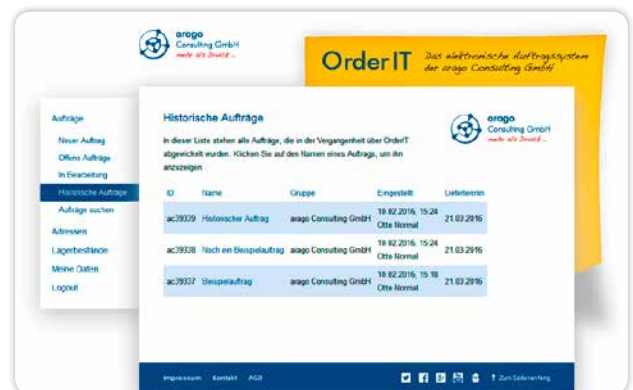 arago
Consulting GmbH
mehr als Druck ...
OrderIT
Das elektronische Auftragssystem
der arago Consulting GmbH
Aufträge
Neuer Auftrag
Offene Aufträge
In Bearbeitung
Historische Aufträge
Aufträge suchen
Adressen
Lagerbestände
Meine Daten
Logout
Historische Aufträge
In dieser Liste stehen alle Aufträge, die in der Vergangenheit über OrderIT
abgewickelt wurden. Klicken Sie auf den Namen eines Auftrags, um ihn
anzuzeigen
arago
Consulting GmbH
mehr als Druck ...
ID Name Gruppe Eingestellt Liefertermin
ac39939 Historischer Auftrag arago Consulting GmbH 10.02.2016, 15:24 Otto Normal 21.03.2016
ac39938 Noch ein Beispielauftrag arago Consulting GmbH 10.02.2016, 15:24 Otto Normal 21.03.2016
ac39937 Beispielauftrag arago Consulting GmbH 10.02.2016, 15:18 Otto Normal 21.03.2016
Impressum Kontakt AGB
Zum Seitenanfang